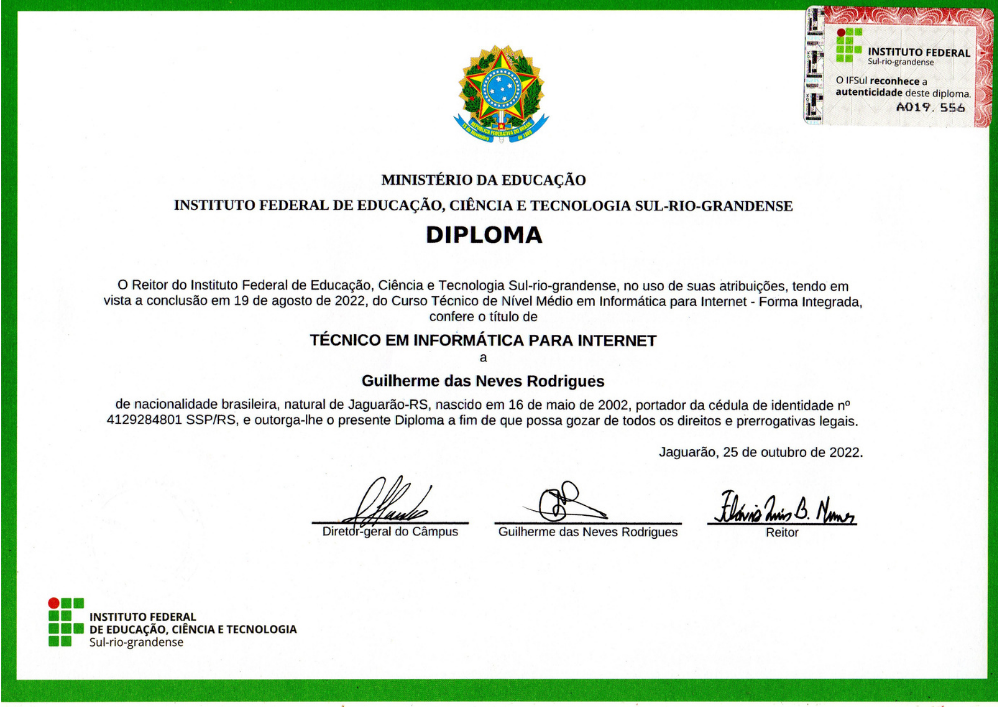 INSTITUTO FEDERAL
Sul-rio-grandense
O IFSul reconhece a
autenticidade deste diploma.
A019. 556
MINISTÉRIO DA EDUCAÇÃO
INSTITUTO FEDERAL DE EDUCAÇÃO, CIÊNCIA E TECNOLOGIA SUL-RIO-GRANDENSE
DIPLOMA
O Reitor do Instituto Federal de Educação, Ciência e Tecnologia Sul-rio-grandense, no uso de suas atribuições, tendo em
vista a conclusão em 19 de agosto de 2022, do Curso Técnico de Nível Médio em Informática para Internet - Forma Integrada,
confere o título de
TÉCNICO EM INFORMÁTICA PARA INTERNET
a
Guilherme das Neves Rodrigues
de nacionalidade brasileira, natural de Jaguarão-RS, nascido em 16 de maio de 2002, portador da cédula de identidade nº
4129284801 SSP/RS, e outorga-lhe o presente Diploma a fim de que possa gozar de todos os direitos e prerrogativas legais.
Jaguarão, 25 de outubro de 2022.
Flávio Luis B. Nunes
Diretor-geral do Câmpus
Guilherme das Neves Rodrigues
Reitor
INSTITUTO FEDERAL
DE EDUCAÇÃO, CIÊNCIA E TECNOLOGIA
Sul-rio-grandense